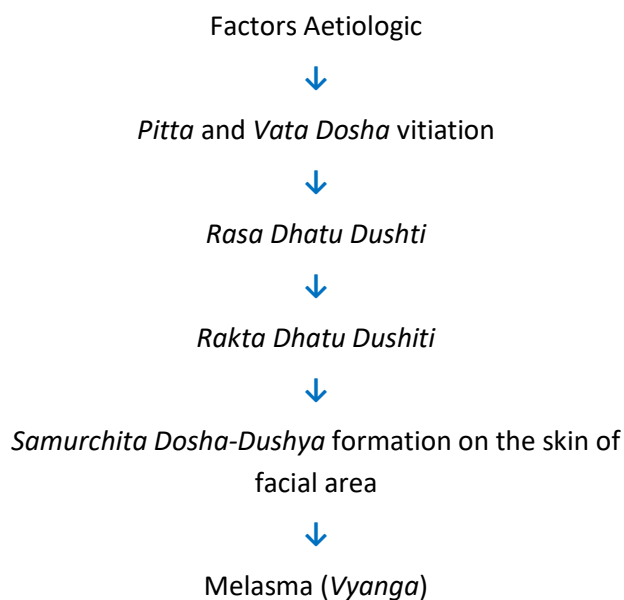 Factors Aetiologic
↓
Pitta and Vata Dosha vitiation
↓
Rasa Dhatu Dushti
↓
Rakta Dhatu Dushiti
↓
Samurchita Dosha-Dushya formation on the skin of
facial area
↓
Melasma (Vyanga)